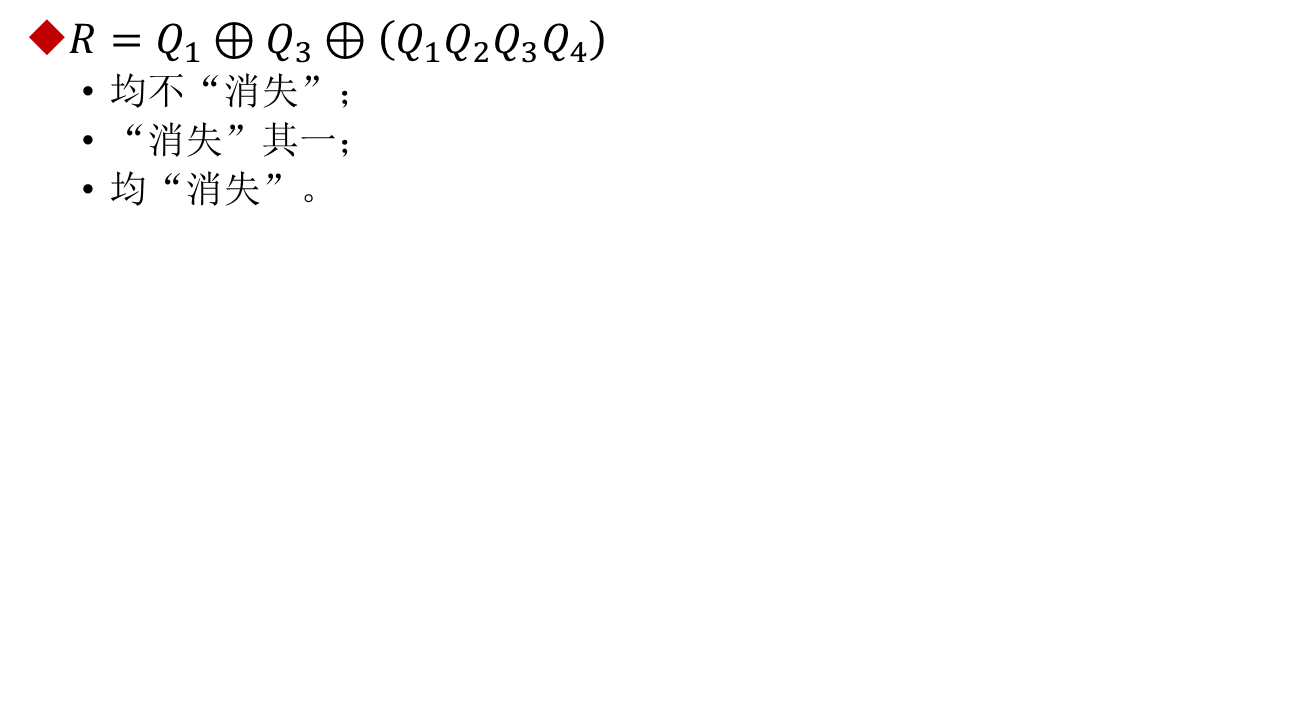 ◆R = Q₁ ⊕ Q₃ ⊕ (Q₁Q₂Q₃Q₄)
• 均不“消失”；
• “消失”其一；
• 均“消失”。